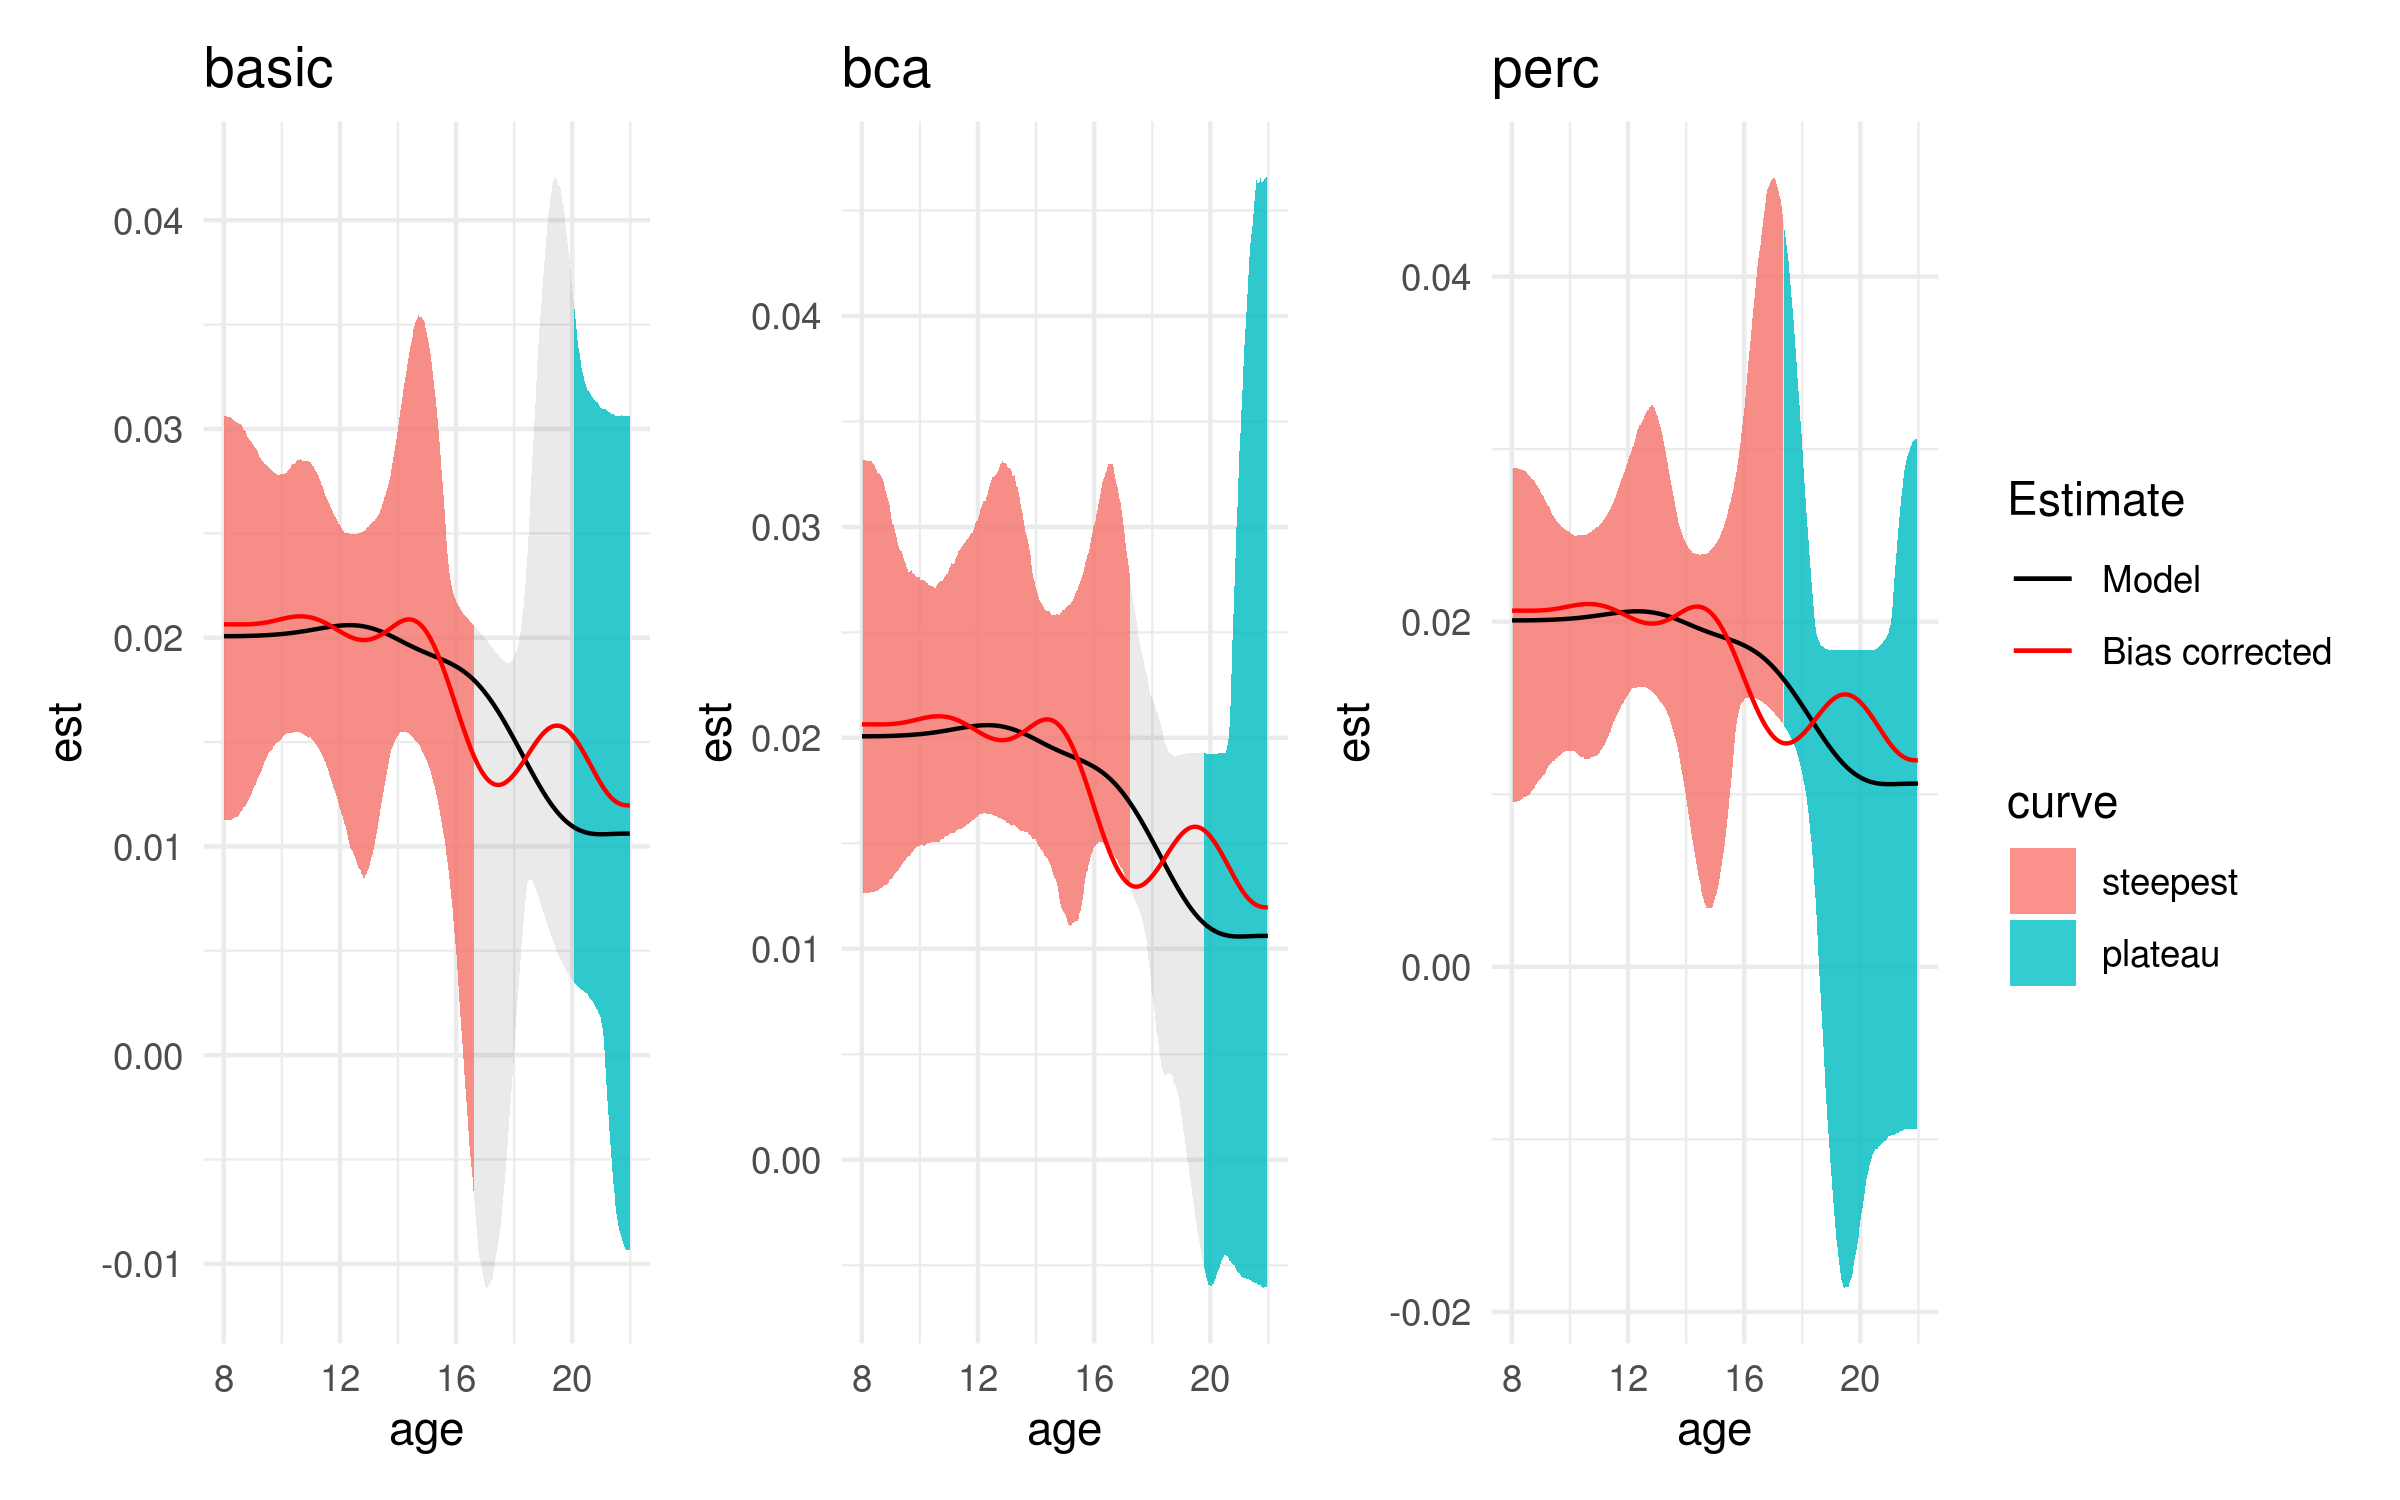 basic
bca
perc
est
0.04
0.03
0.02
0.01
0.00
-0.01
8 12 16 20
age
est
0.04
0.03
0.02
0.01
0.00
8 12 16 20
age
est
0.04
0.02
0.00
-0.02
8 12 16 20
age
Estimate
Model
Bias corrected
curve
steepest
plateau